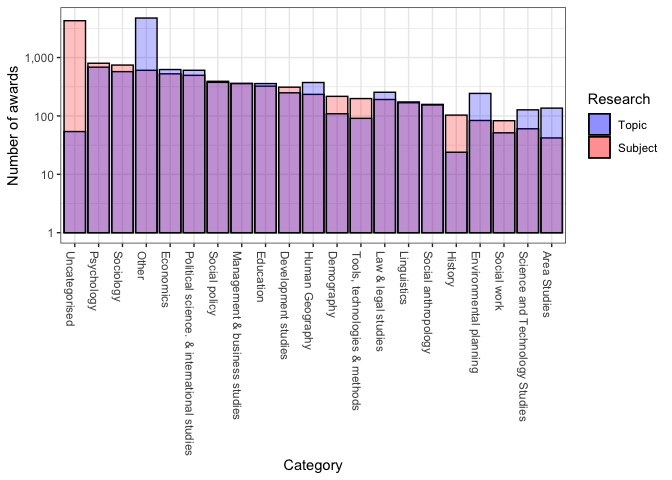 Number of awards
1,000
100
10
1
Uncategorised
Psychology
Sociology
Other
Economics
Political science. & international studies
Social policy
Management & business studies
Education
Development studies
Human Geography
Demography
Tools, technologies & methods
Law & legal studies
Linguistics
Social anthropology
History
Environmental planning
Social work
Science and Technology Studies
Area Studies
Category
Research
Topic
Subject